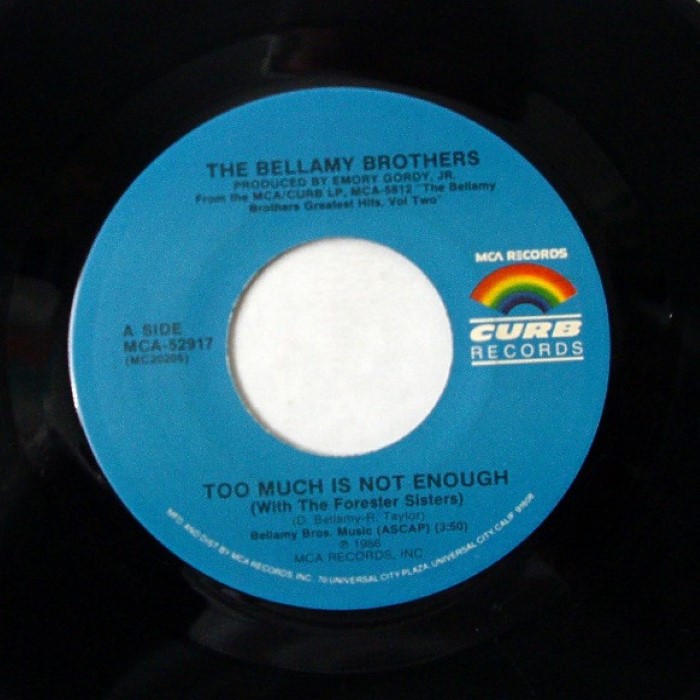 THE BELLAMY BROTHERS
PRODUCED BY EMORY GORDY, JR.
From the MCA/CURB LP, MCA-5812 "The Bellamy
Brothers Greatest Hits, Vol Two"
MCA RECORDS
CURB
RECORDS
A SIDE
MCA-52917
(MC20205)
TOO MUCH IS NOT ENOUGH
(With The Forester Sisters)
(D. Bellamy-R. Taylor)
Bellamy Bros. Music (ASCAP) (3:50)
℗ 1986
MCA RECORDS, INC
MFD AND DIST BY MCA RECORDS, INC. 70 UNIVERSAL CITY PLAZA, UNIVERSAL CITY, CALIF 91608